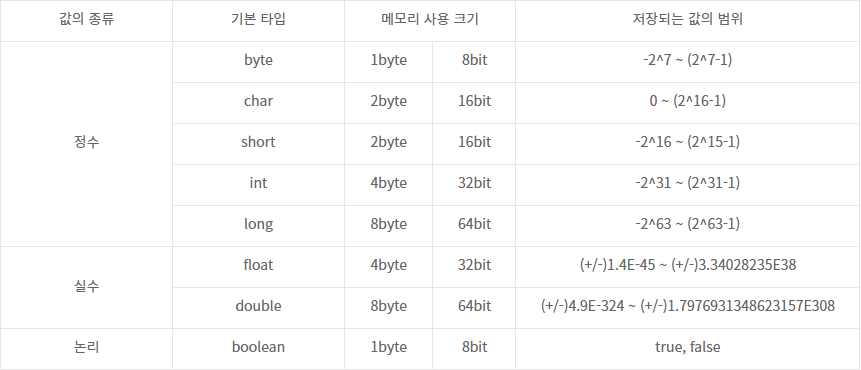 값의 종류 기본 타입 메모리 사용 크기 저장되는 값의 범위
byte 1byte 8bit -2^7 ~ (2^7-1)
char 2byte 16bit 0 ~ (2^16-1)
정수 short 2byte 16bit -2^16 ~ (2^15-1)
int 4byte 32bit -2^31 ~ (2^31-1)
long 8byte 64bit -2^63 ~ (2^63-1)
실수 float 4byte 32bit (+/-)1.4E-45 ~ (+/-)3.34028235E38
double 8byte 64bit (+/-)4.9E-324 ~ (+/-)1.7976931348623157E308
논리 boolean 1byte 8bit true, false